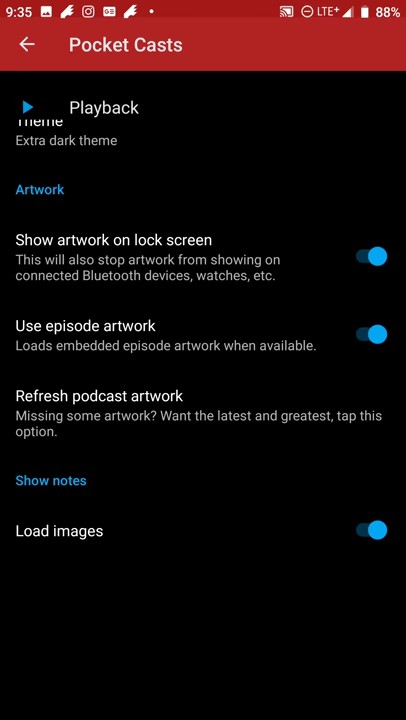 9:35
LTE+
88%
Pocket Casts
Playback
Theme
Extra dark theme
Artwork
Show artwork on lock screen
This will also stop artwork from showing on
connected Bluetooth devices, watches, etc.
Use episode artwork
Loads embedded episode artwork when available.
Refresh podcast artwork
Missing some artwork? Want the latest and greatest, tap this
option.
Show notes
Load images